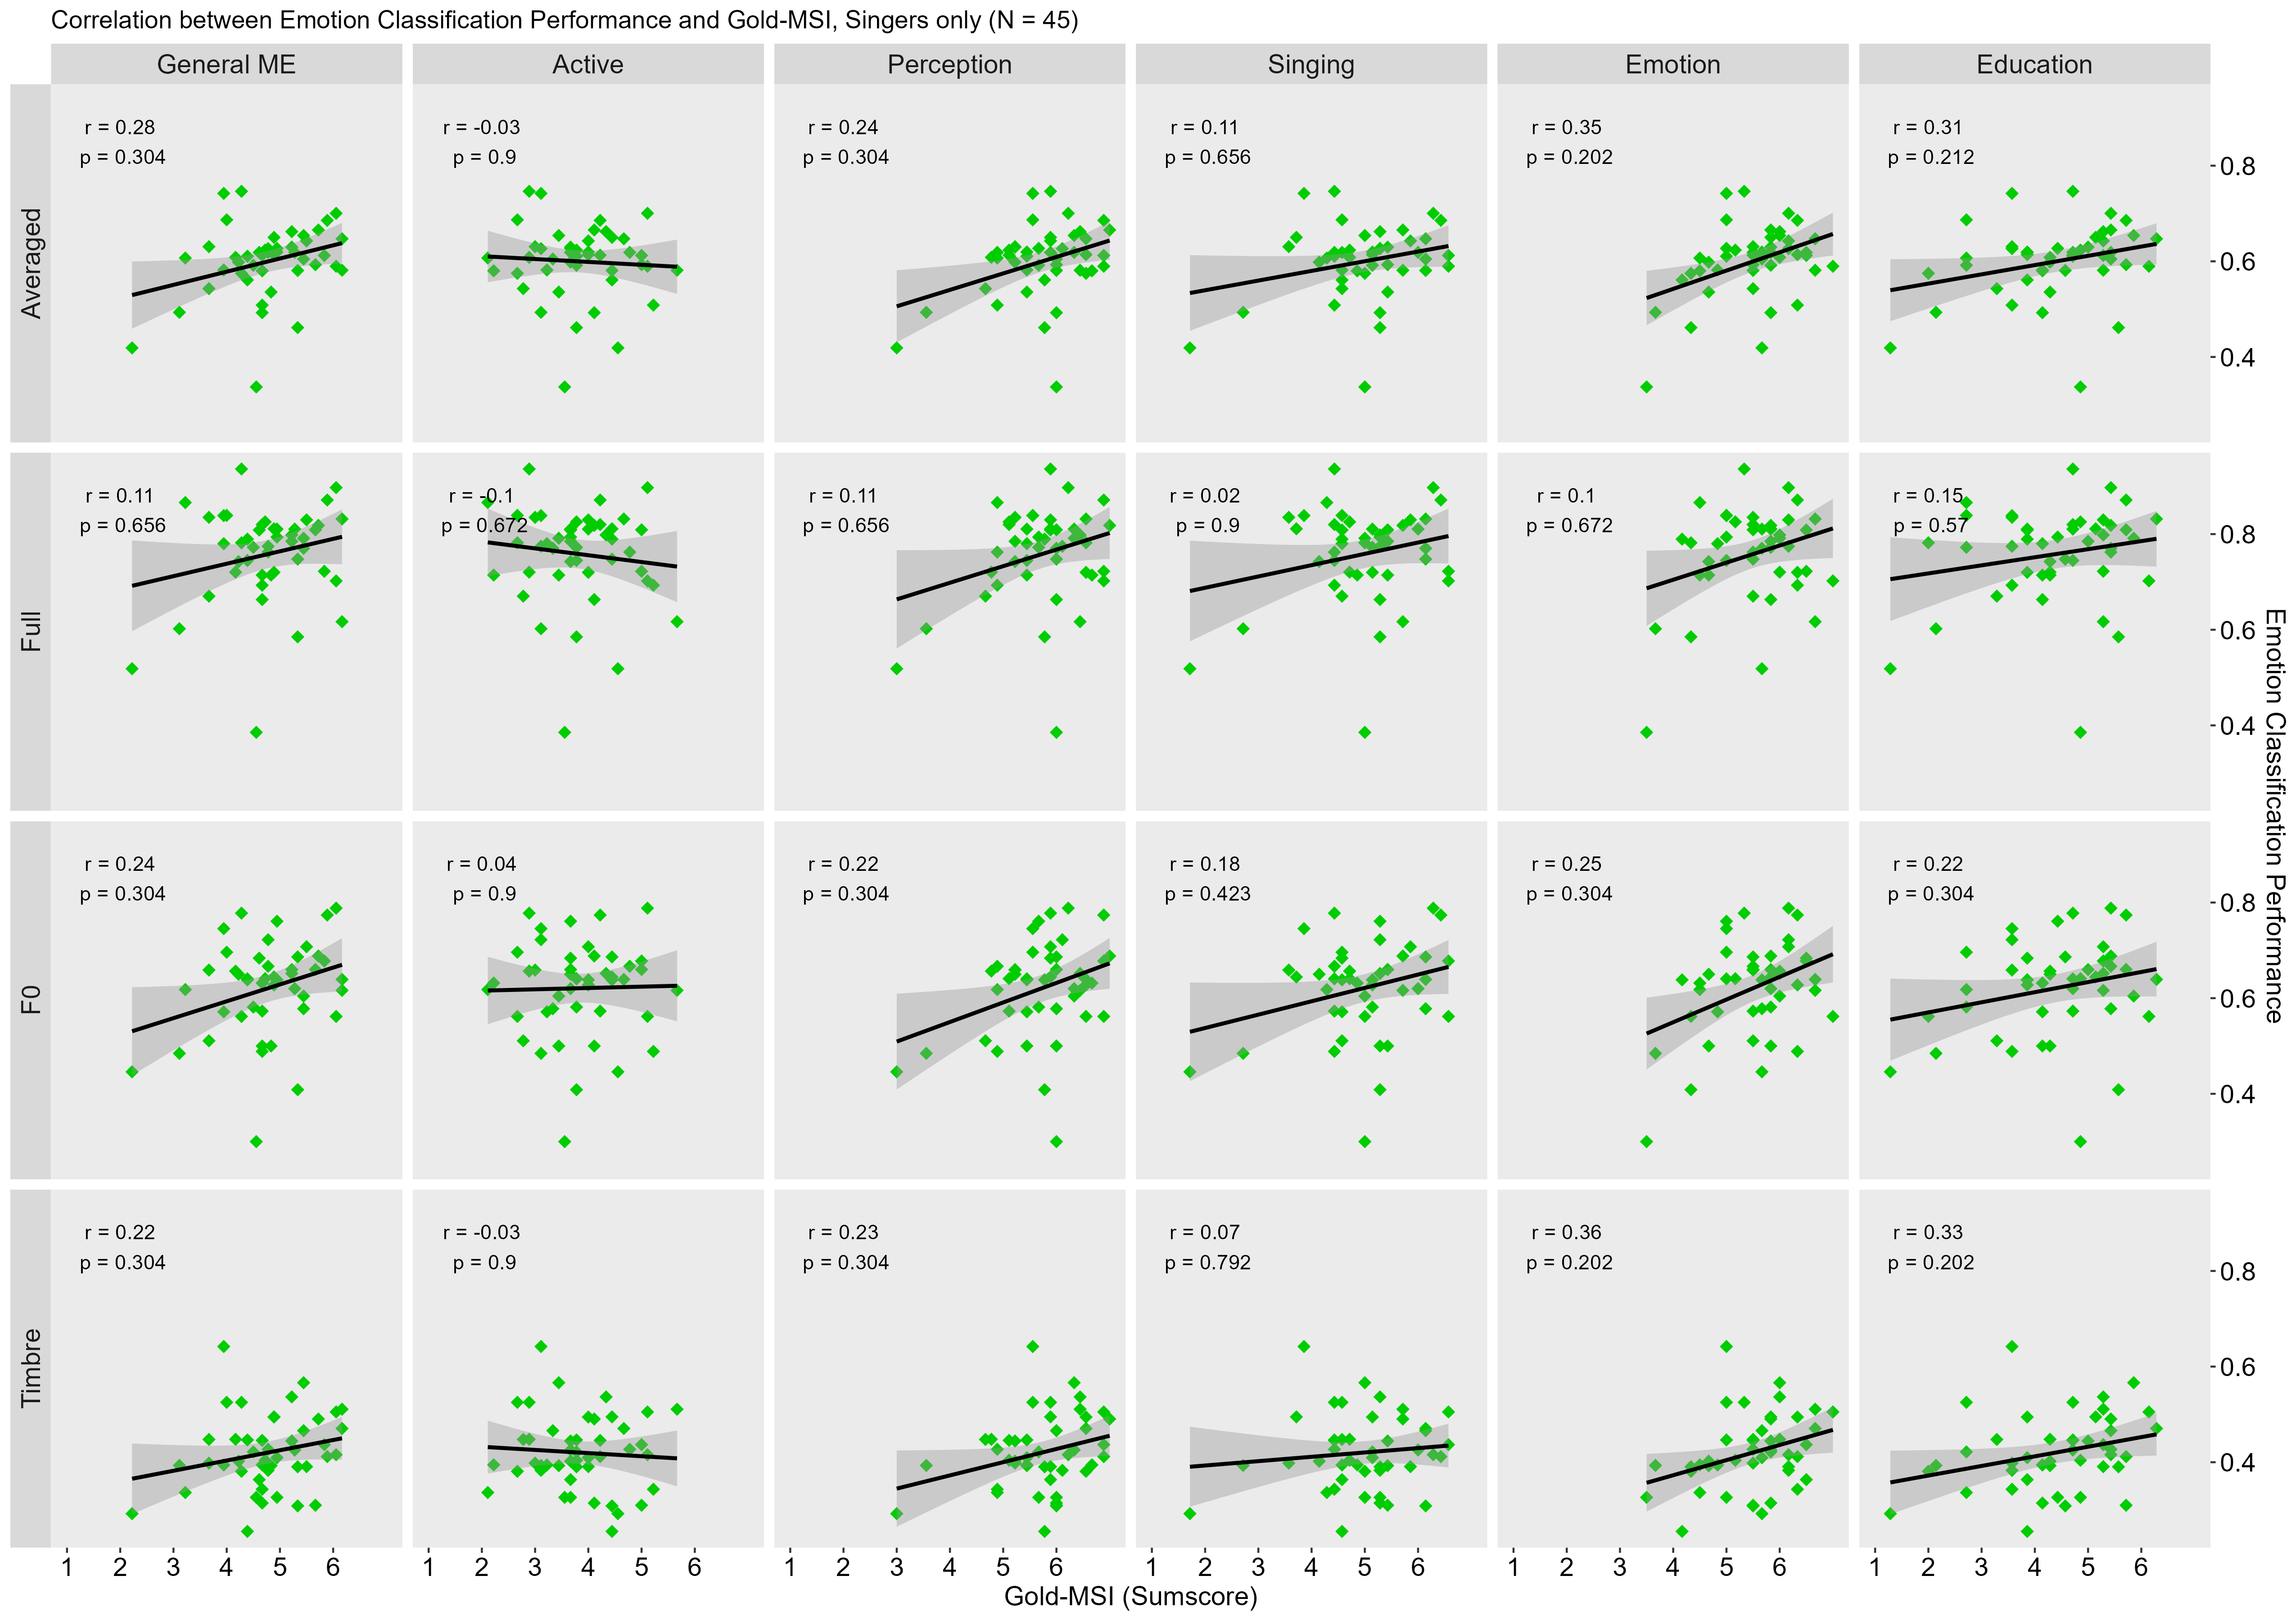 Correlation between Emotion Classification Performance and Gold-MSI, Singers only (N = 45)
General ME
Active
Perception
Singing
Emotion
Education
Averaged
r = 0.28
p = 0.304
r = -0.03
p = 0.9
r = 0.24
p = 0.304
r = 0.11
p = 0.656
r = 0.35
p = 0.202
r = 0.31
p = 0.212
0.8
0.6
0.4
Full
r = 0.11
p = 0.656
r = -0.1
p = 0.672
r = 0.11
p = 0.656
r = 0.02
p = 0.9
r = 0.1
p = 0.672
r = 0.15
p = 0.57
0.8
0.6
0.4
F0
r = 0.24
p = 0.304
r = 0.04
p = 0.9
r = 0.22
p = 0.304
r = 0.18
p = 0.423
r = 0.25
p = 0.304
r = 0.22
p = 0.304
0.8
0.6
0.4
Timbre
r = 0.22
p = 0.304
r = -0.03
p = 0.9
r = 0.23
p = 0.304
r = 0.07
p = 0.792
r = 0.36
p = 0.202
r = 0.33
p = 0.202
0.8
0.6
0.4
Emotion Classification Performance
1 2 3 4 5 6
1 2 3 4 5 6
1 2 3 4 5 6
1 2 3 4 5 6
1 2 3 4 5 6
1 2 3 4 5 6
Gold-MSI (Sumscore)